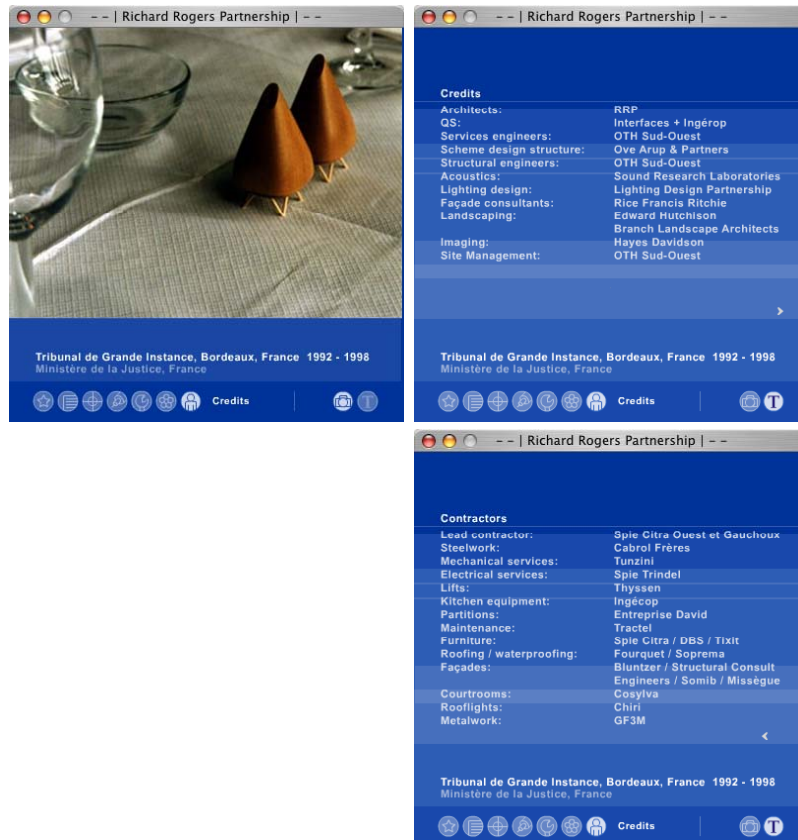 – – | Richard Rogers Partnership | – –
Tribunal de Grande Instance, Bordeaux, France 1992 - 1998
Ministère de la Justice, France
Credits
T
– – | Richard Rogers Partnership | – –
Credits
Architects: RRP
QS: Interfaces + Ingérop
Services engineers: OTH Sud-Ouest
Scheme design structure: Ove Arup & Partners
Structural engineers: OTH Sud-Ouest
Acoustics: Sound Research Laboratories
Lighting design: Lighting Design Partnership
Façade consultants: Rice Francis Ritchie
Landscaping: Edward Hutchison
Branch Landscape Architects
Imaging: Hayes Davidson
Site Management: OTH Sud-Ouest
Tribunal de Grande Instance, Bordeaux, France 1992 - 1998
Ministère de la Justice, France
Credits
T
– – | Richard Rogers Partnership | – –
Contractors
Lead contractor: Spie Citra Ouest et Gauchoux
Steelwork: Cabrol Frères
Mechanical services: Tunzini
Electrical services: Spie Trindel
Lifts: Thyssen
Kitchen equipment: Ingécop
Partitions: Entreprise David
Maintenance: Tractel
Furniture: Spie Citra / DBS / Tixit
Roofing / waterproofing: Fourquet / Soprema
Façades: Bluntzer / Structural Consult
Engineers / Somib / Missègue
Courtrooms: Cosylva
Rooflights: Chiri
Metalwork: GF3M
Tribunal de Grande Instance, Bordeaux, France 1992 - 1998
Ministère de la Justice, France
Credits
T